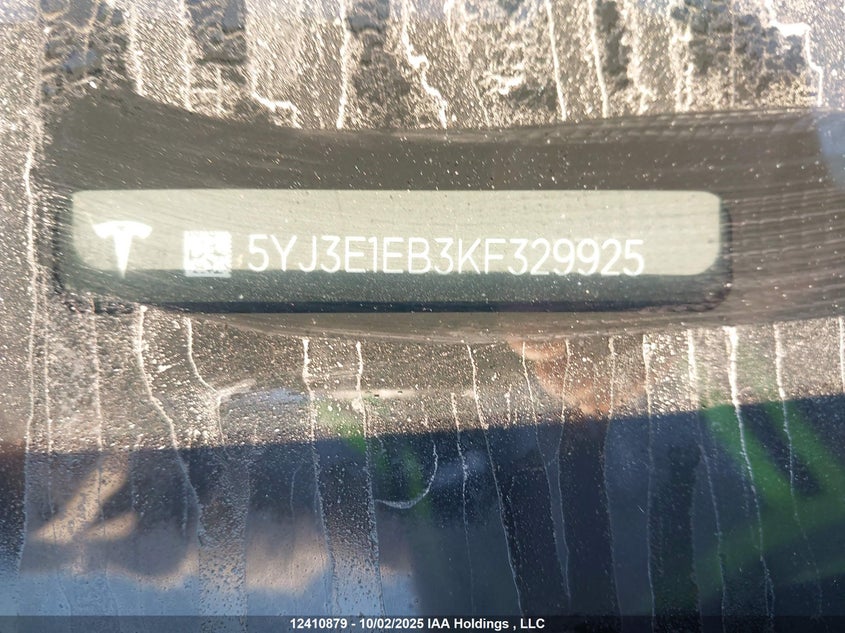 5YJ3E1EB3KF329925
12410879 - 10/02/2025 IAA Holdings , LLC